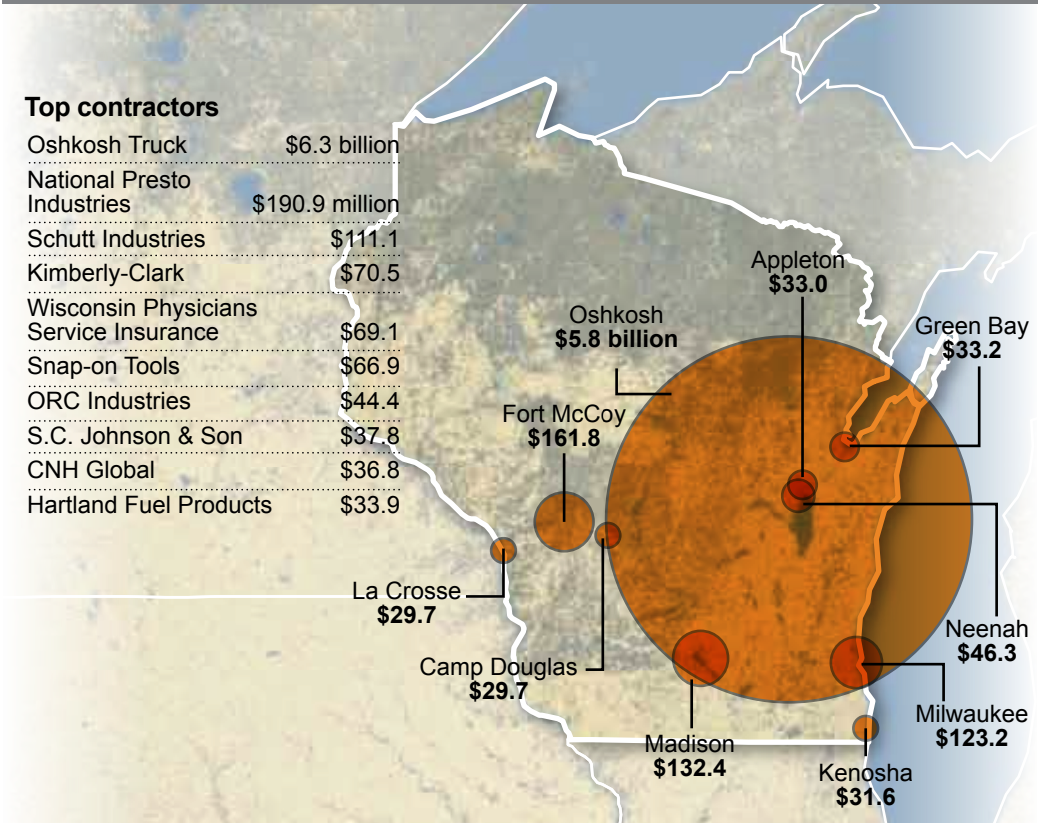 Top contractors
Oshkosh Truck $6.3 billion
National Presto
Industries $190.9 million
Schutt Industries $111.1
Kimberly-Clark $70.5
Wisconsin Physicians
Service Insurance $69.1
Snap-on Tools $66.9
ORC Industries $44.4
S.C. Johnson & Son $37.8
CNH Global $36.8
Hartland Fuel Products $33.9
Appleton
$33.0
Oshkosh
$5.8 billion
Green Bay
$33.2
Fort McCoy
$161.8
La Crosse
$29.7
Camp Douglas
$29.7
Neenah
$46.3
Madison
$132.4
Milwaukee
$123.2
Kenosha
$31.6